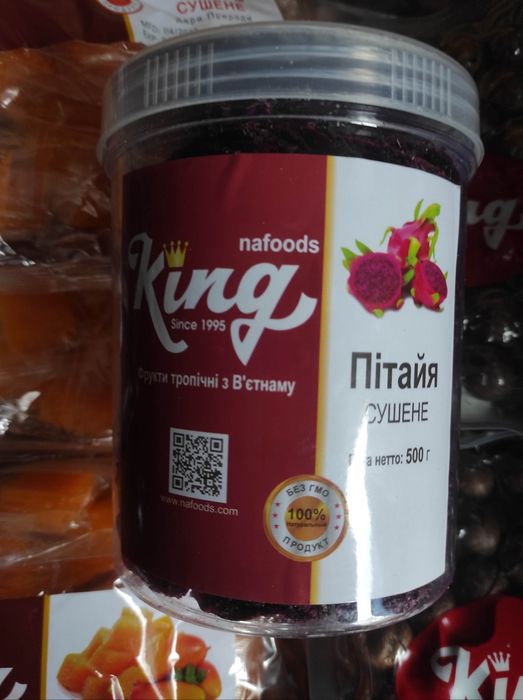 СУШЕНЕ
nafoods
King
Since 1995
Фрукти тропічні з В'єтнаму
www.nafoods.com
Пітайя
СУШЕНЕ
нетто: 500 г
БЕЗ ГМО
100%
Натуральный
ПРОДУКТ